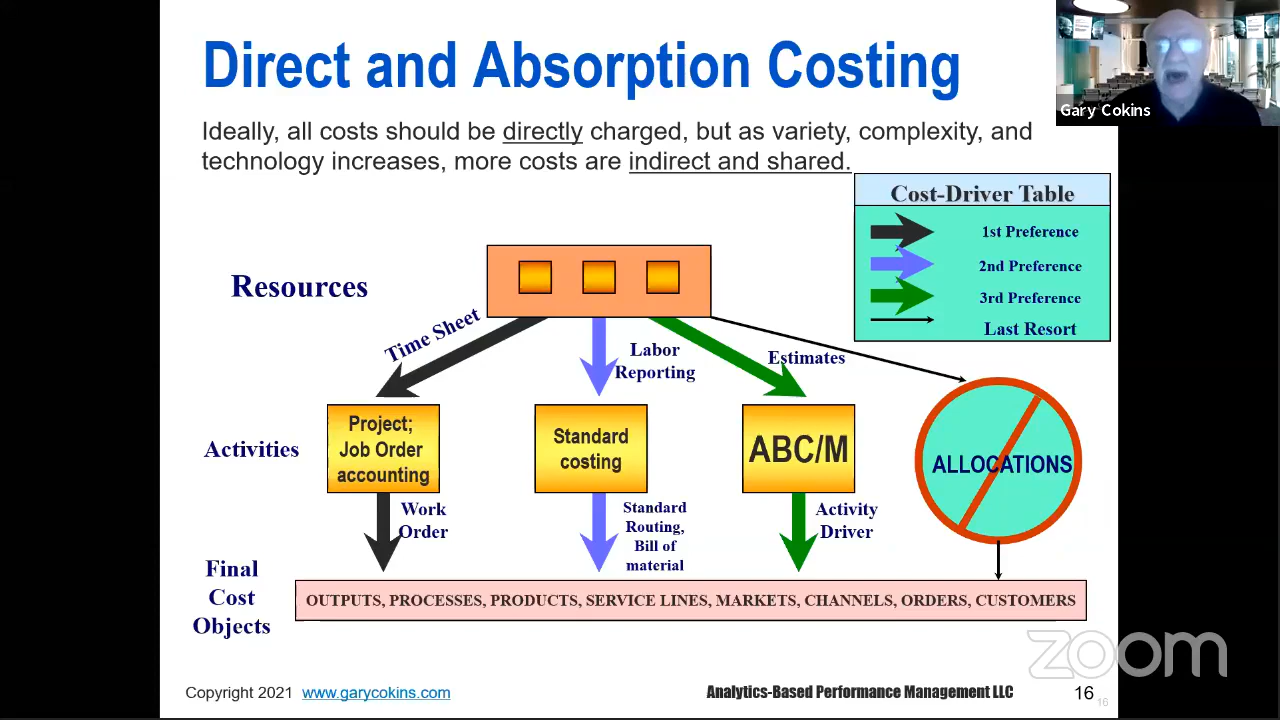 Direct and Absorption Costing
Gary Cokins
Ideally, all costs should be directly charged, but as variety, complexity, and
technology increases, more costs are indirect and shared.
Cost-Driver Table
1st Preference
2nd Preference
3rd Preference
Last Resort
Resources
Time Sheet
Labor
Reporting
Estimates
Activities
Project;
Job Order
accounting
Standard
costing
ABC/M
ALLOCATIONS
Work
Order
Standard
Routing,
Bill of
material
Activity
Driver
Final
Cost
Objects
OUTPUTS, PROCESSES, PRODUCTS, SERVICE LINES, MARKETS, CHANNELS, ORDERS, CUSTOMERS
zoom
Copyright 2021 www.garycokins.com
Analytics-Based Performance Management LLC
16
16